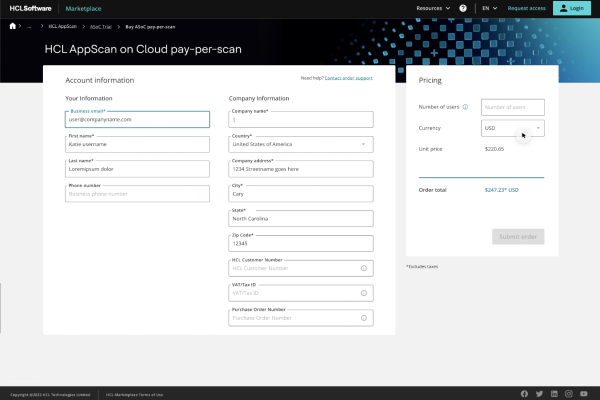 HCLSoftware
Marketplace
Resources
EN
Request access
Login
... HCL AppScan ASoC Trial Buy ASoC pay-per-scan
HCL AppScan on Cloud pay-per-scan
Account information
Need help? Contact order support
Your Information
Business email*
user@companyname.com
First name*
Katie username
Last name*
Loremipsum dolor
Phone number
Business phone number
Company Information
Company name*
Country*
United States of America
Company address*
1234 Streetname goes here
City*
Cary
State*
North Carolina
Zip Code*
12345
HCL Customer Number
HCL Customer Number
VAT/Tax ID
VAT/Tax ID
Purchase Order Number
Purchase Order Number
Pricing
Number of users
Number of users
Currency
USD
Unit price
$220.65
Order total
$247.23* USD
Submit order
*Excludes taxes
Copyright @2023 HCL Technologies Limited
HCL Marketplace Terms of Use